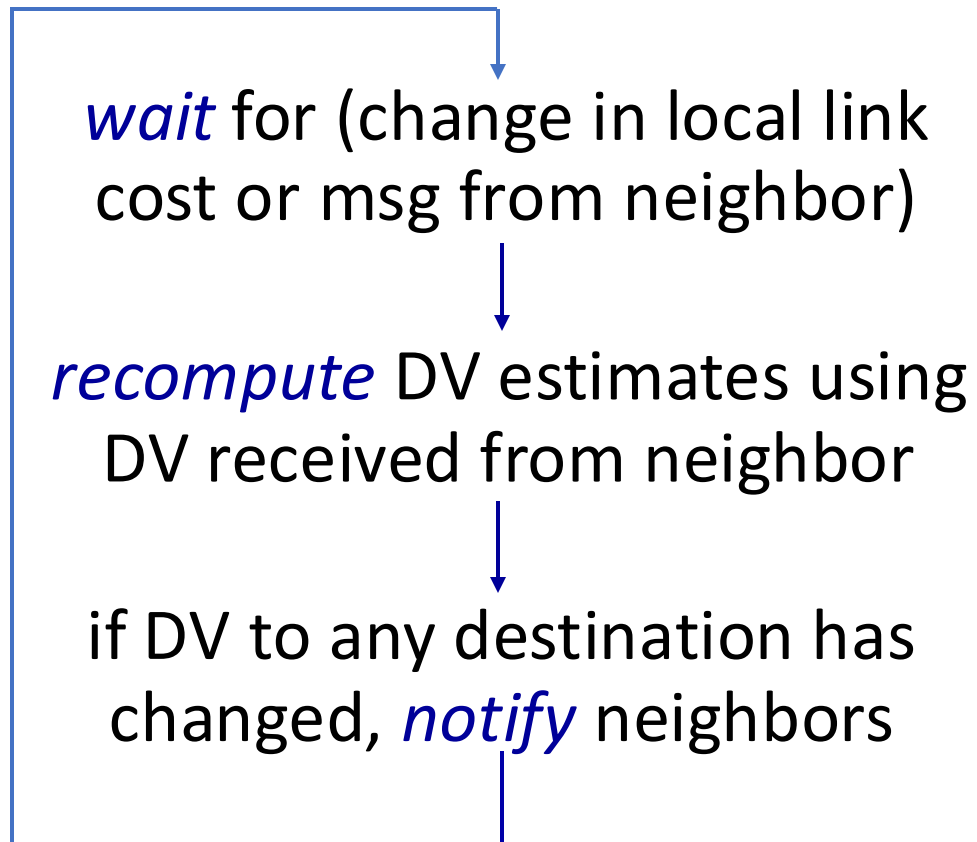 wait for (change in local link
cost or msg from neighbor)
recompute DV estimates using
DV received from neighbor
if DV to any destination has
changed, notify neighbors